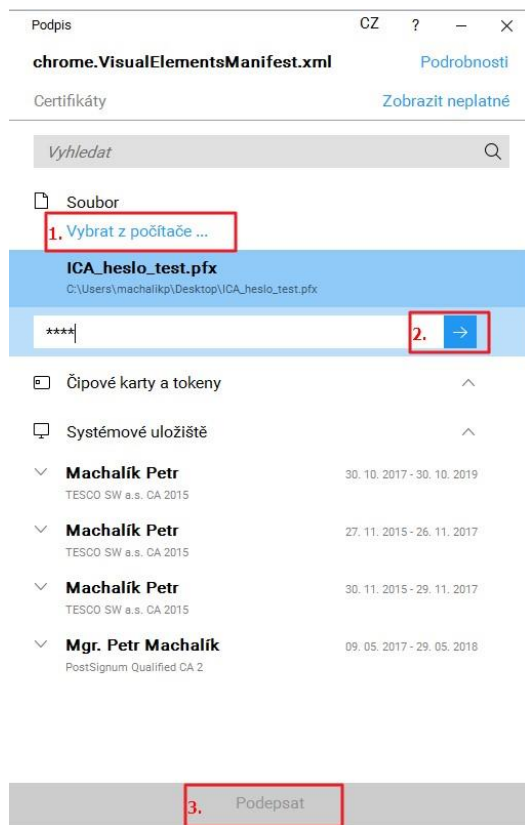 Podpis CZ ?
chrome.VisualElementsManifest.xml Podrobnosti
Certifikáty Zobrazit neplatné
Vyhledat
Soubor
1. Vybrat z počítače ...
ICA_heslo_test.pfx
C:\Users\machalikp\Desktop\ICA_heslo_test.pfx
**** 2.
Čipové karty a tokeny
Systémové uložiště
Machalík Petr 30. 10. 2017 - 30. 10. 2019
TESCO SW a.s. CA 2015
Machalík Petr 27. 11. 2015 - 26. 11. 2017
TESCO SW a.s. CA 2015
Machalík Petr 30. 11. 2015 - 29. 11. 2017
TESCO SW a.s. CA 2015
Mgr. Petr Machalík 09. 05. 2017 - 29. 05. 2018
PostSignum Qualified CA 2
3. Podepsat